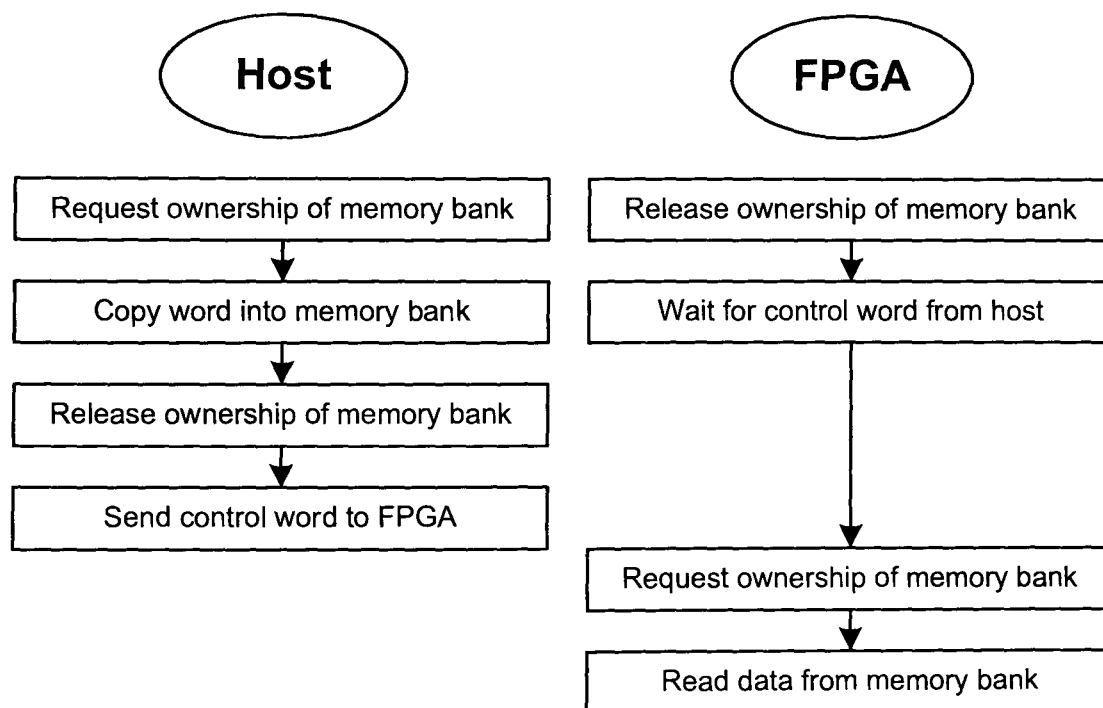 Host
Request ownership of memory bank
Copy word into memory bank
Release ownership of memory bank
Send control word to FPGA
FPGA
Release ownership of memory bank
Wait for control word from host
Request ownership of memory bank
Read data from memory bank